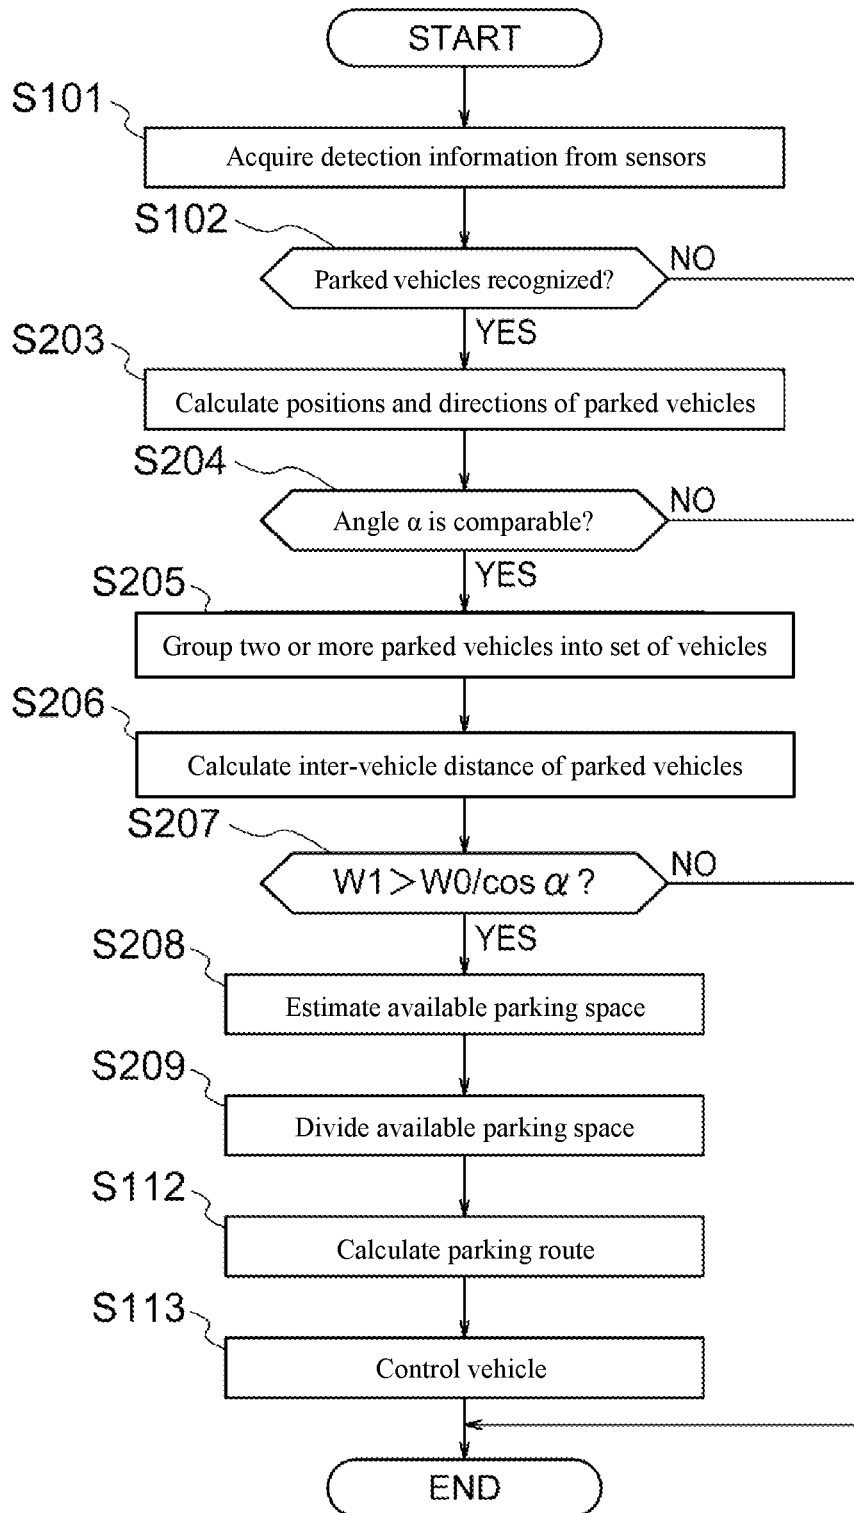 START
S101
Acquire detection information from sensors
S102
Parked vehicles recognized?
NO
YES
S203
Calculate positions and directions of parked vehicles
S204
Angle α is comparable?
NO
YES
S205
Group two or more parked vehicles into set of vehicles
S206
Calculate inter-vehicle distance of parked vehicles
S207
W1＞W0/cos α ?
NO
YES
S208
Estimate available parking space
S209
Divide available parking space
S112
Calculate parking route
S113
Control vehicle
END